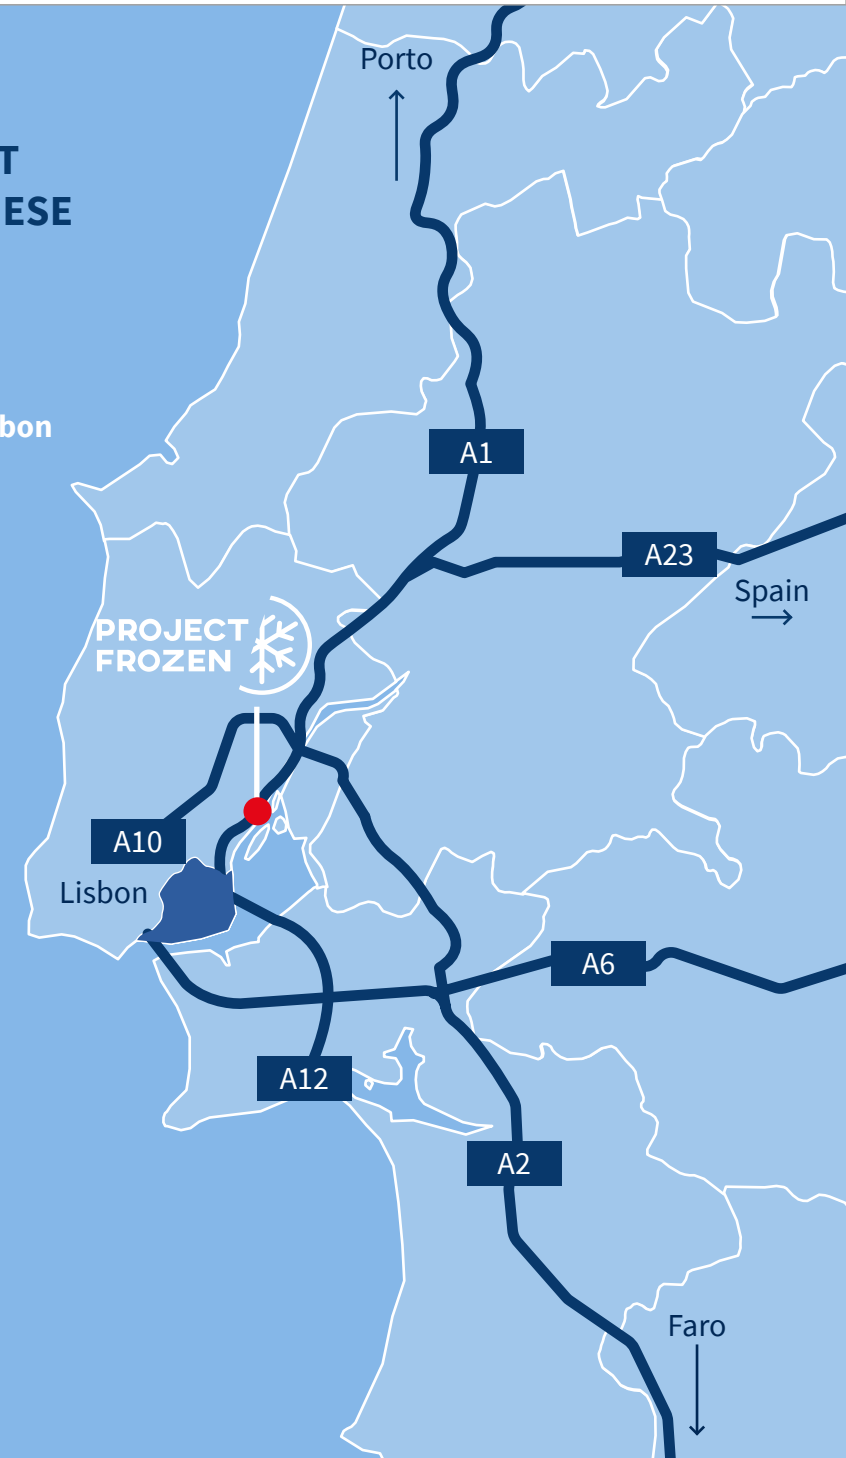 Porto
T
ESE
bon
A1
A23
Spain
PROJECT
FROZEN
A10
Lisbon
A6
A12
A2
Faro